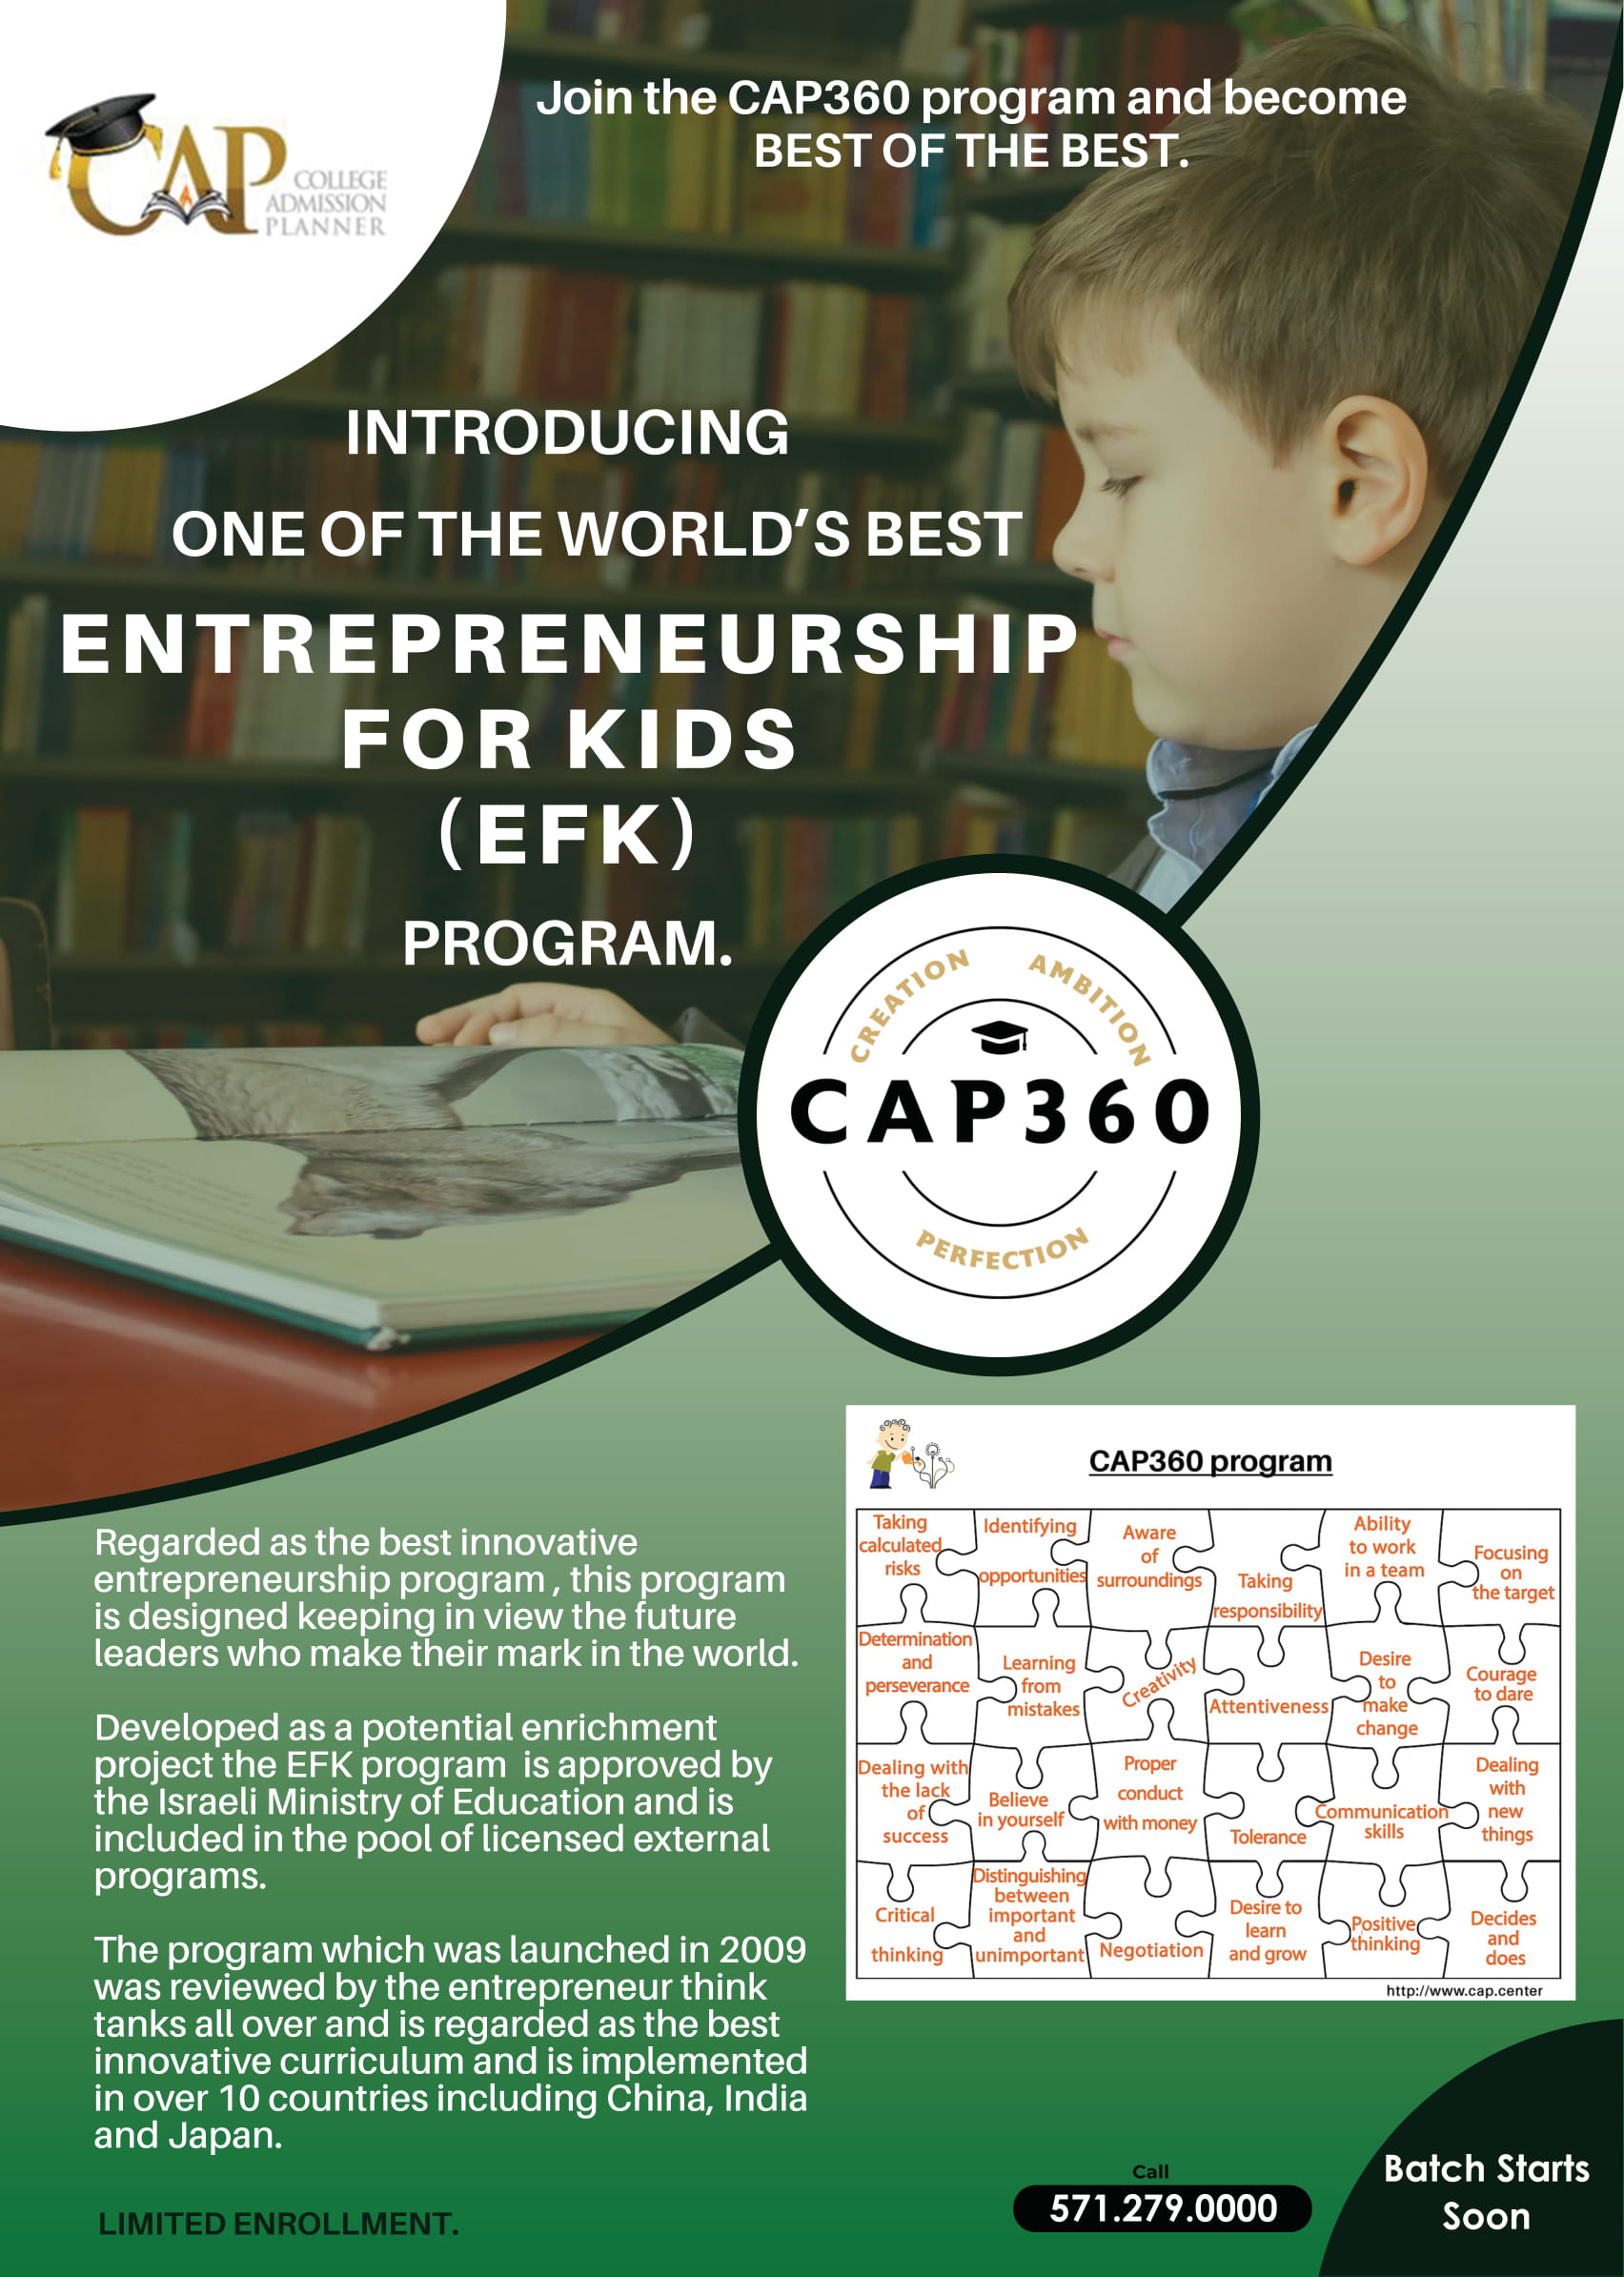 CAP COLLEGE
ADMISSION
PLANNER
Join the CAP360 program and become
BEST OF THE BEST.
INTRODUCING
ONE OF THE WORLD’S BEST
ENTREPRENEURSHIP
FOR KIDS
(EFK)
PROGRAM.
CREATION AMBITION
CAP360
PERFECTION
Regarded as the best innovative
entrepreneurship program , this program
is designed keeping in view the future
leaders who make their mark in the world.
Developed as a potential enrichment
project the EFK program is approved by
the Israeli Ministry of Education and is
included in the pool of licensed external
programs.
The program which was launched in 2009
was reviewed by the entrepreneur think
tanks all over and is regarded as the best
innovative curriculum and is implemented
in over 10 countries including China, India
and Japan.
LIMITED ENROLLMENT.
CAP360 program
Taking
calculated
risks
Identifying
opportunities
Aware
of
surroundings
Taking
responsibility
Ability
to work
in a team
Focusing
on
the target
Determination
and
perseverance
Learning
from
mistakes
Creativity
Attentiveness
Desire
to
make
change
Courage
to dare
Dealing with
the lack
of
success
Believe
in yourself
Proper
conduct
with money
Tolerance
Communication
skills
Dealing
with
new
things
Critical
thinking
Distinguishing
between
important
and
unimportant
Negotiation
Desire to
learn
and grow
Positive
thinking
Decides
and
does
http://www.cap.center
Call
571.279.0000
Batch Starts
Soon